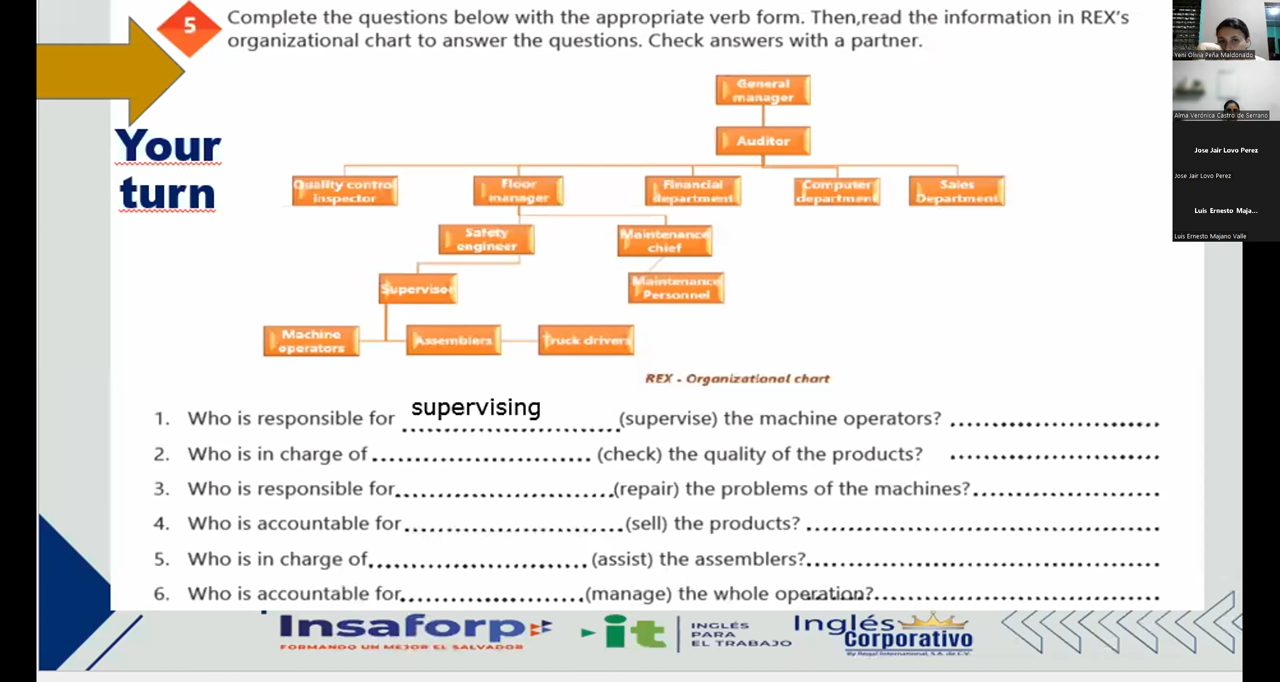 5
Complete the questions below with the appropriate verb form. Then,read the information in REX's
organizational chart to answer the questions. Check answers with a partner.
Your
turn
General
manager
Auditor
Quality control
inspector
Floor
manager
Financial
department
Computer
department
Sales
Department
Safety
engineer
Maintenance
chief
Supervisor
Maintenance
Personnel
Machine
operators
Assemblers
Truck drivers
REX - Organizational chart
1. Who is responsible for supervising (supervise) the machine operators? ....................
2. Who is in charge of .................... (check) the quality of the products? ....................
3. Who is responsible for....................(repair) the problems of the machines?....................
4. Who is accountable for....................(sell) the products? ....................
5. Who is in charge of.................... (assist) the assemblers?....................
6. Who is accountable for....................(manage) the whole operation?....................
Insaforp
FORMANDO UN MEJOR EL SALVADOR
it
INGLÉS
PARA
EL TRABAJO
Inglés
Corporativo
By Regal International, S.A. de C.V.
Yeni Olivia Peña Maldonado
Alma Verónica Castro de Serrano
Jose Jair Lovo Perez
Jose Jair Lovo Perez
Luis Ernesto Maja...
Luis Ernesto Majano Valle